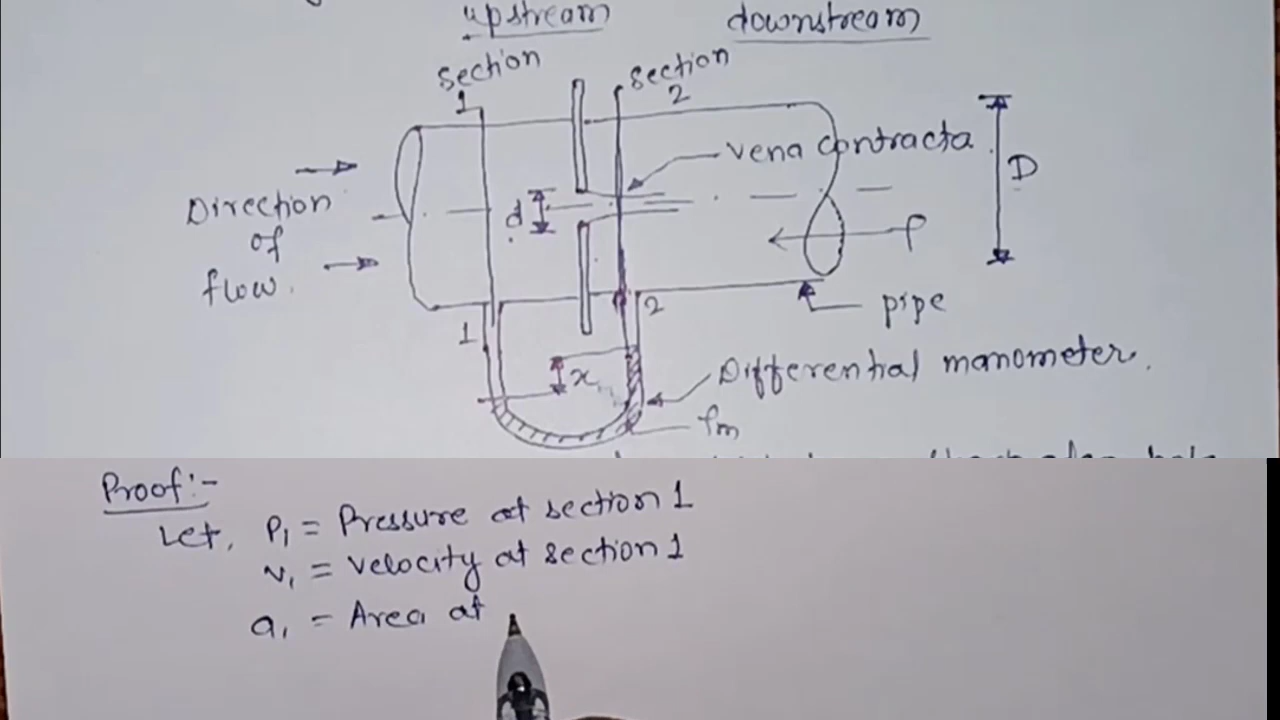 upstream
downstream
section
1
section
2
vena contracta
D
Direction
of
flow.
d
ρ
pipe
1
2
x
Differential manometer.
ρm
Proof:-
Let, P₁ = Pressure at section 1
v₁ = velocity at section 1
a₁ = Area at